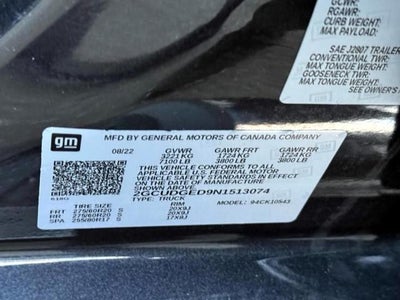 GCWR:
RGAWR:
CURB WEIGHT:
MAX PAYLOAD:
SAE J2807 TRAILER
CONVENTIONAL TWR:
MAX TONGUE WEIGHT:
GOOSENECK TWR:
MAX TONGUE WEIGHT:
SEE OWNER'S
gm
MFD BY GENERAL MOTORS OF CANADA COMPANY
08/22 GVWR GAWR FRT GAWR RR
3221 KG 1724 KG 1724 KG
7100 LB 3800 LB 3800 LB
THIS VEHICLE CONFORMS TO ALL APPLICABLE
U.S. FEDERAL MOTOR VEHICLE SAFETY
STANDARDS IN EFFECT ON THE DATE OF
MANUFACTURE SHOWN ABOVE.
2GCUDGED9N1513074
TYPE: TRUCK 94CK10543
TIRE SIZE RIM
FRT 275/60R20 S 20X9J
RR 275/60R20 S 20X9J
SPA 255/80R17 S 17X8J